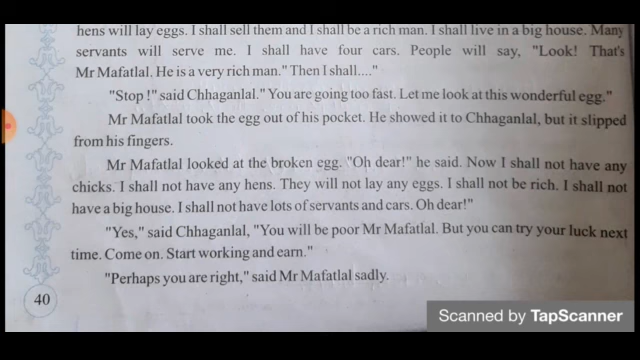 hens will lay eggs. I shall sell them and I shall be a rich man. I shall live in a big house. Many
servants will serve me. I shall have four cars. People will say, "Look! That's
Mr Mafatlal. He is a very rich man." Then I shall...."
"Stop !" said Chhaganlal." You are going too fast. Let me look at this wonderful egg."
Mr Mafatlal took the egg out of his pocket. He showed it to Chhaganlal, but it slipped
from his fingers.
Mr Mafatlal looked at the broken egg. "Oh dear!" he said. Now I shall not have any
chicks. I shall not have any hens. They will not lay any eggs. I shall not be rich. I shall not
have a big house. I shall not have lots of servants and cars. Oh dear!"
"Yes," said Chhaganlal, "You will be poor Mr Mafatlal. But you can try your luck next
time. Come on. Start working and earn."
"Perhaps you are right," said Mr Mafatlal sadly.
40
Scanned by TapScanner